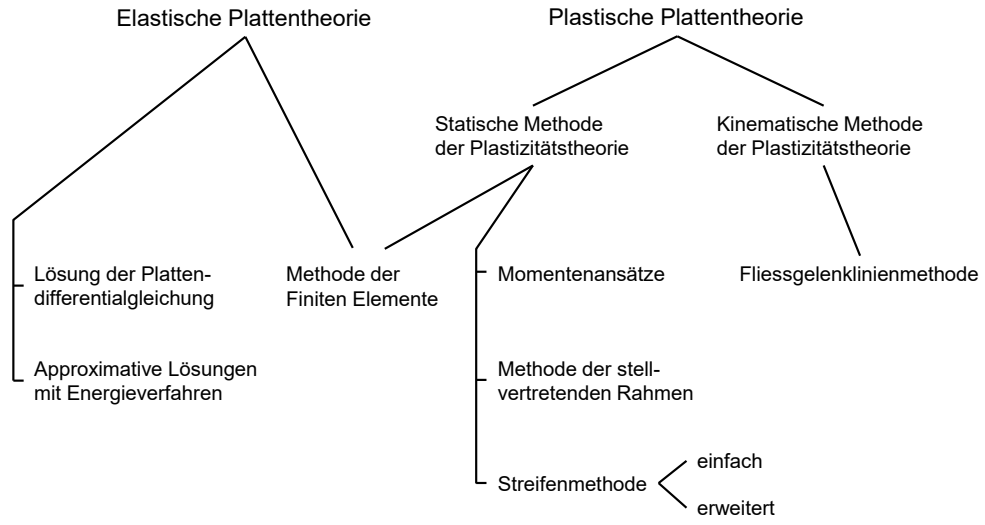 Elastische Plattentheorie
Plastische Plattentheorie
Statische Methode
der Plastizitätstheorie
Kinematische Methode
der Plastizitätstheorie
Lösung der Platten-
differentialgleichung
Methode der
Finiten Elemente
Momentenansätze
Fliessgelenklinienmethode
Approximative Lösungen
mit Energieverfahren
Methode der stell-
vertretenden Rahmen
Streifenmethode
einfach
erweitert